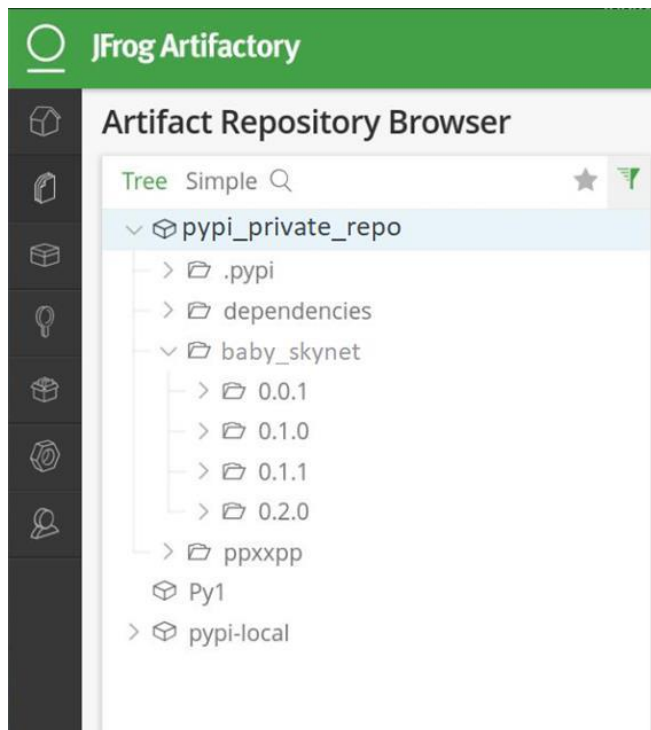 JFrog Artifactory
Artifact Repository Browser
Tree Simple
pypi_private_repo
.pypi
dependencies
baby_skynet
0.0.1
0.1.0
0.1.1
0.2.0
ppxxpp
Py1
pypi-local